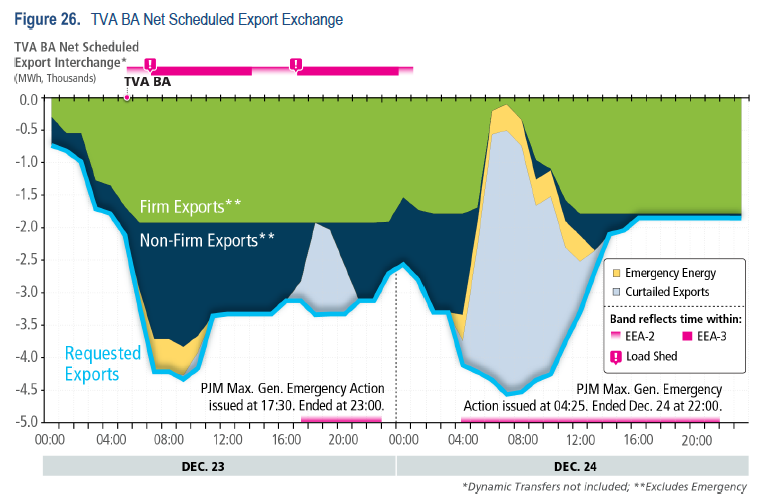 Figure 26. TVA BA Net Scheduled Export Exchange
TVA BA Net Scheduled
Export Interchange*
(MWh, Thousands)
TVA BA
0.0
-0.5
-1.0
-1.5
-2.0
-2.5
-3.0
-3.5
-4.0
-4.5
-5.0
Firm Exports**
Non-Firm Exports**
Requested
Exports
Emergency Energy
Curtailed Exports
Band reflects time within:
EEA-2 EEA-3
Load Shed
PJM Max. Gen. Emergency Action
issued at 17:30. Ended at 23:00.
PJM Max. Gen. Emergency
Action issued at 04:25. Ended Dec. 24 at 22:00.
00:00 04:00 08:00 12:00 16:00 20:00 00:00 04:00 08:00 12:00 16:00 20:00
DEC. 23 DEC. 24
*Dynamic Transfers not included; **Excludes Emergency